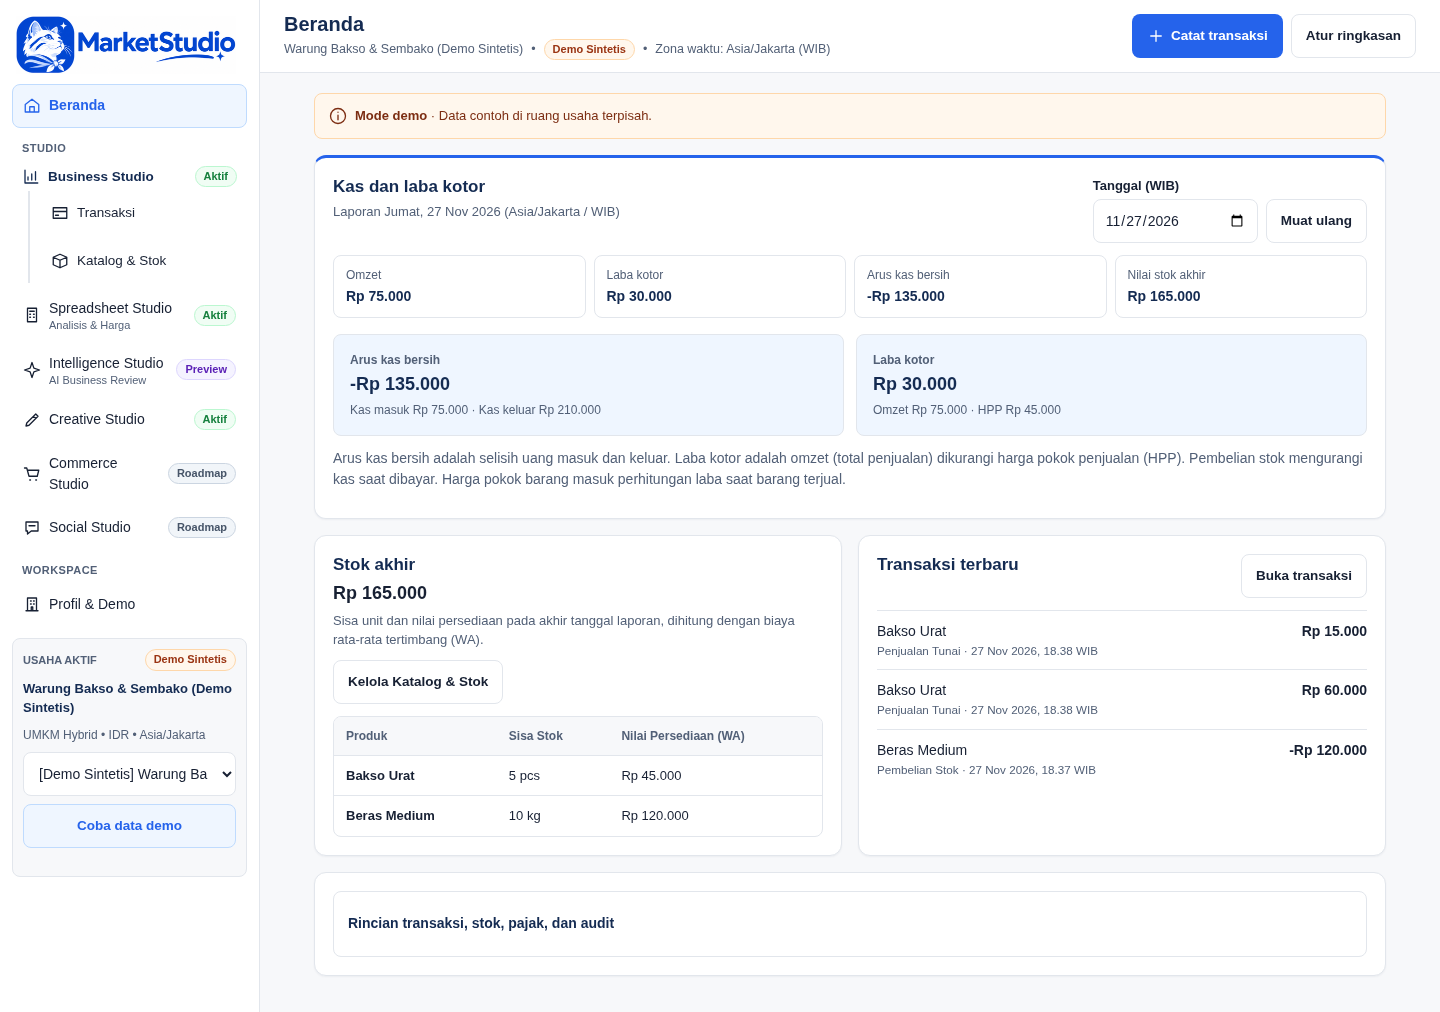 MarketStudio
Beranda
STUDIO
Business Studio
Aktif
Transaksi
Katalog & Stok
Spreadsheet Studio
Analisis & Harga
Aktif
Intelligence Studio
AI Business Review
Preview
Creative Studio
Aktif
Commerce
Studio
Roadmap
Social Studio
Roadmap
WORKSPACE
Profil & Demo
USAHA AKTIF
Demo Sintetis
Warung Bakso & Sembako (Demo
Sintetis)
UMKM Hybrid • IDR • Asia/Jakarta
[Demo Sintetis] Warung Ba
Coba data demo
Beranda
Warung Bakso & Sembako (Demo Sintetis) • Demo Sintetis • Zona waktu: Asia/Jakarta (WIB)
Catat transaksi
Atur ringkasan
Mode demo · Data contoh di ruang usaha terpisah.
Kas dan laba kotor
Laporan Jumat, 27 Nov 2026 (Asia/Jakarta / WIB)
Tanggal (WIB)
11/27/2026
Muat ulang
Omzet
Rp 75.000
Laba kotor
Rp 30.000
Arus kas bersih
-Rp 135.000
Nilai stok akhir
Rp 165.000
Arus kas bersih
-Rp 135.000
Kas masuk Rp 75.000 · Kas keluar Rp 210.000
Laba kotor
Rp 30.000
Omzet Rp 75.000 · HPP Rp 45.000
Arus kas bersih adalah selisih uang masuk dan keluar. Laba kotor adalah omzet (total penjualan) dikurangi harga pokok penjualan (HPP). Pembelian stok mengurangi
kas saat dibayar. Harga pokok barang masuk perhitungan laba saat barang terjual.
Stok akhir
Rp 165.000
Sisa unit dan nilai persediaan pada akhir tanggal laporan, dihitung dengan biaya
rata-rata tertimbang (WA).
Kelola Katalog & Stok
Produk Sisa Stok Nilai Persediaan (WA)
Bakso Urat 5 pcs Rp 45.000
Beras Medium 10 kg Rp 120.000
Transaksi terbaru
Buka transaksi
Bakso Urat Rp 15.000
Penjualan Tunai · 27 Nov 2026, 18.38 WIB
Bakso Urat Rp 60.000
Penjualan Tunai · 27 Nov 2026, 18.38 WIB
Beras Medium -Rp 120.000
Pembelian Stok · 27 Nov 2026, 18.37 WIB
Rincian transaksi, stok, pajak, dan audit